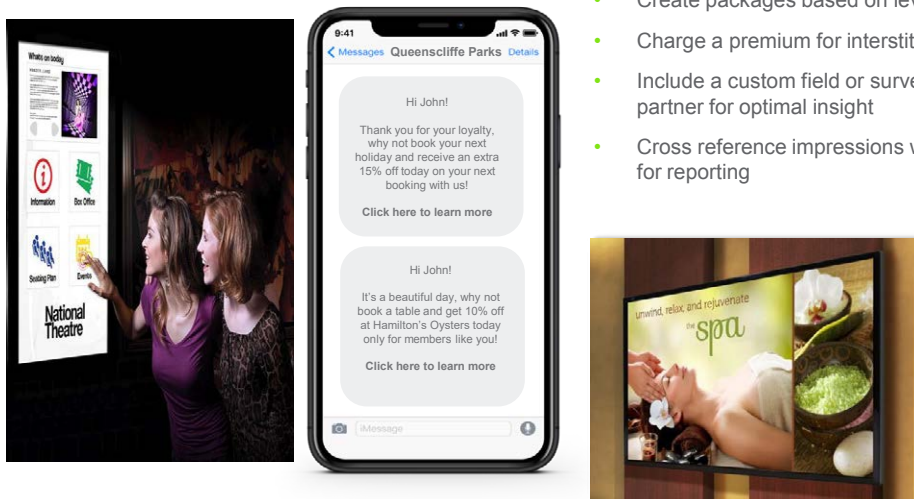 What's on today
Information
Box Office
Seating Plan
Events
National
Theatre
9:41
Messages
Queenscliffe Parks
Details
Hi John!
Thank you for your loyalty,
why not book your next
holiday and receive an extra
15% off today on your next
booking with us!
Click here to learn more
Hi John!
It's a beautiful day, why not
book a table and get 10% off
at Hamilton's Oysters today
only for members like you!
Click here to learn more
iMessage
• Create packages based on
• Charge a premium for
• Include a custom field or
partner for optimal insight
• Cross reference impressions
for reporting
unwind, relax, and rejuvenate
the
spa